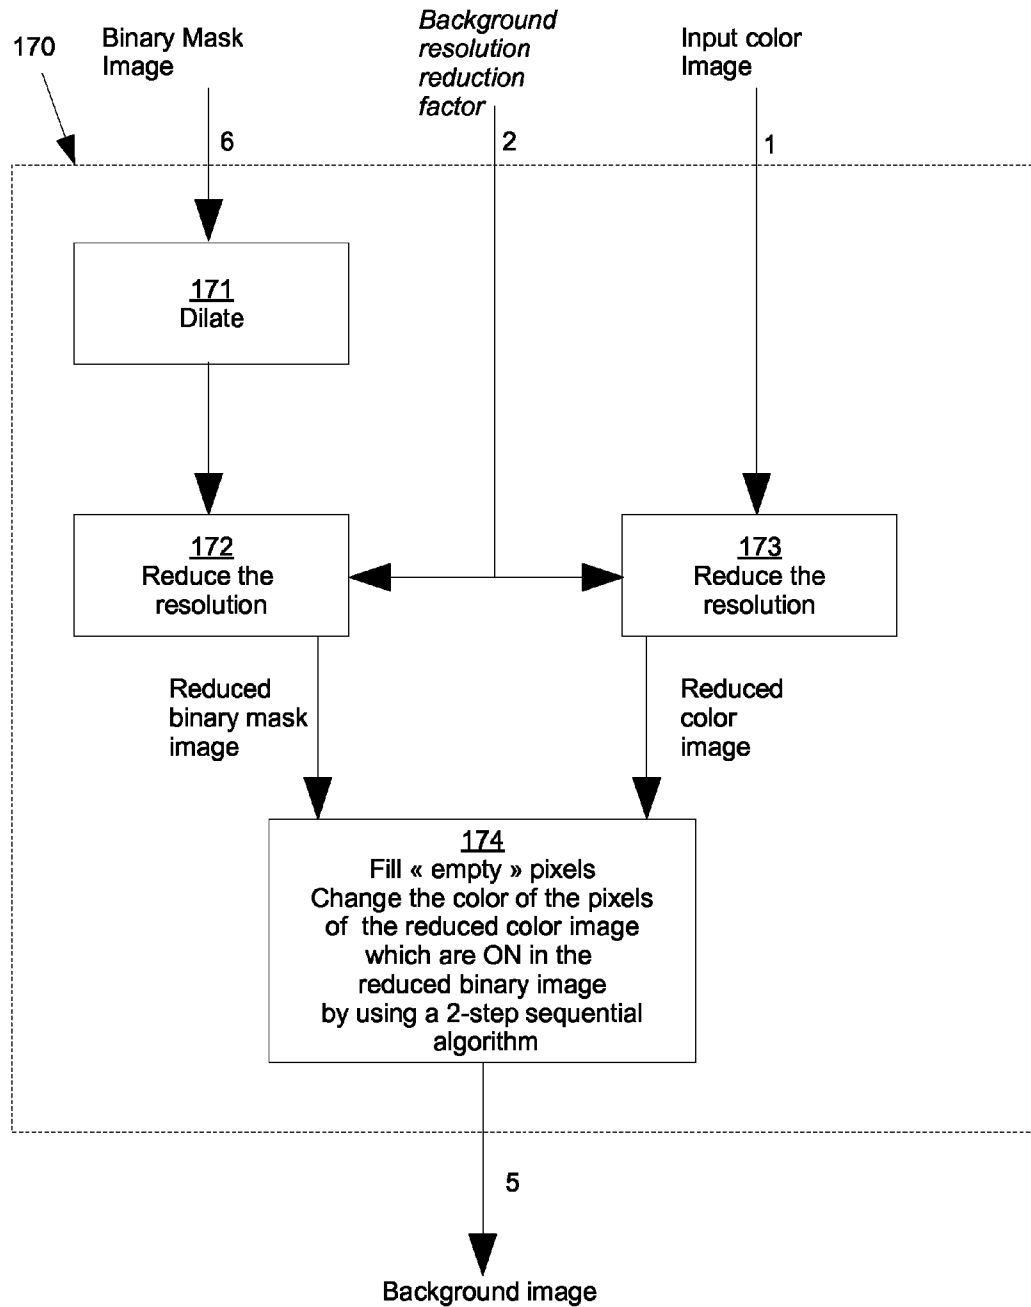 170
Binary Mask
Image
Background
resolution
reduction
factor
Input color
Image
6
2
1
171
Dilate
172
Reduce the
resolution
173
Reduce the
resolution
Reduced
binary mask
image
Reduced
color
image
174
Fill « empty » pixels
Change the color of the pixels
of the reduced color image
which are ON in the
reduced binary image
by using a 2-step sequential
algorithm
5
Background image